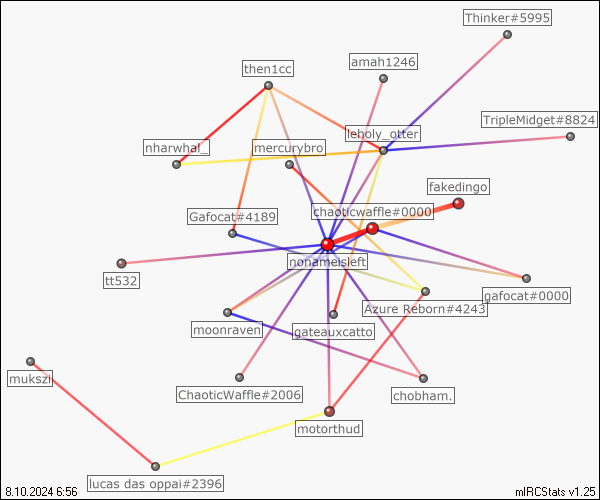 Thinker#5995
amah1246
then1cc
TripleMidget#8824
leholy_otter
nharwhal_
mercurybro
fakedingo
Gafocat#4189
chaoticwaffle#0000
nonameisleft
tt532
gafocat#0000
Azure Reborn#4243
moonraven
gateauxcatto
mukszi
ChaoticWaffle#2006
chobham.
motorthud
lucas das oppai#2396
8.10.2024 6:56
mIRCStats v1.25